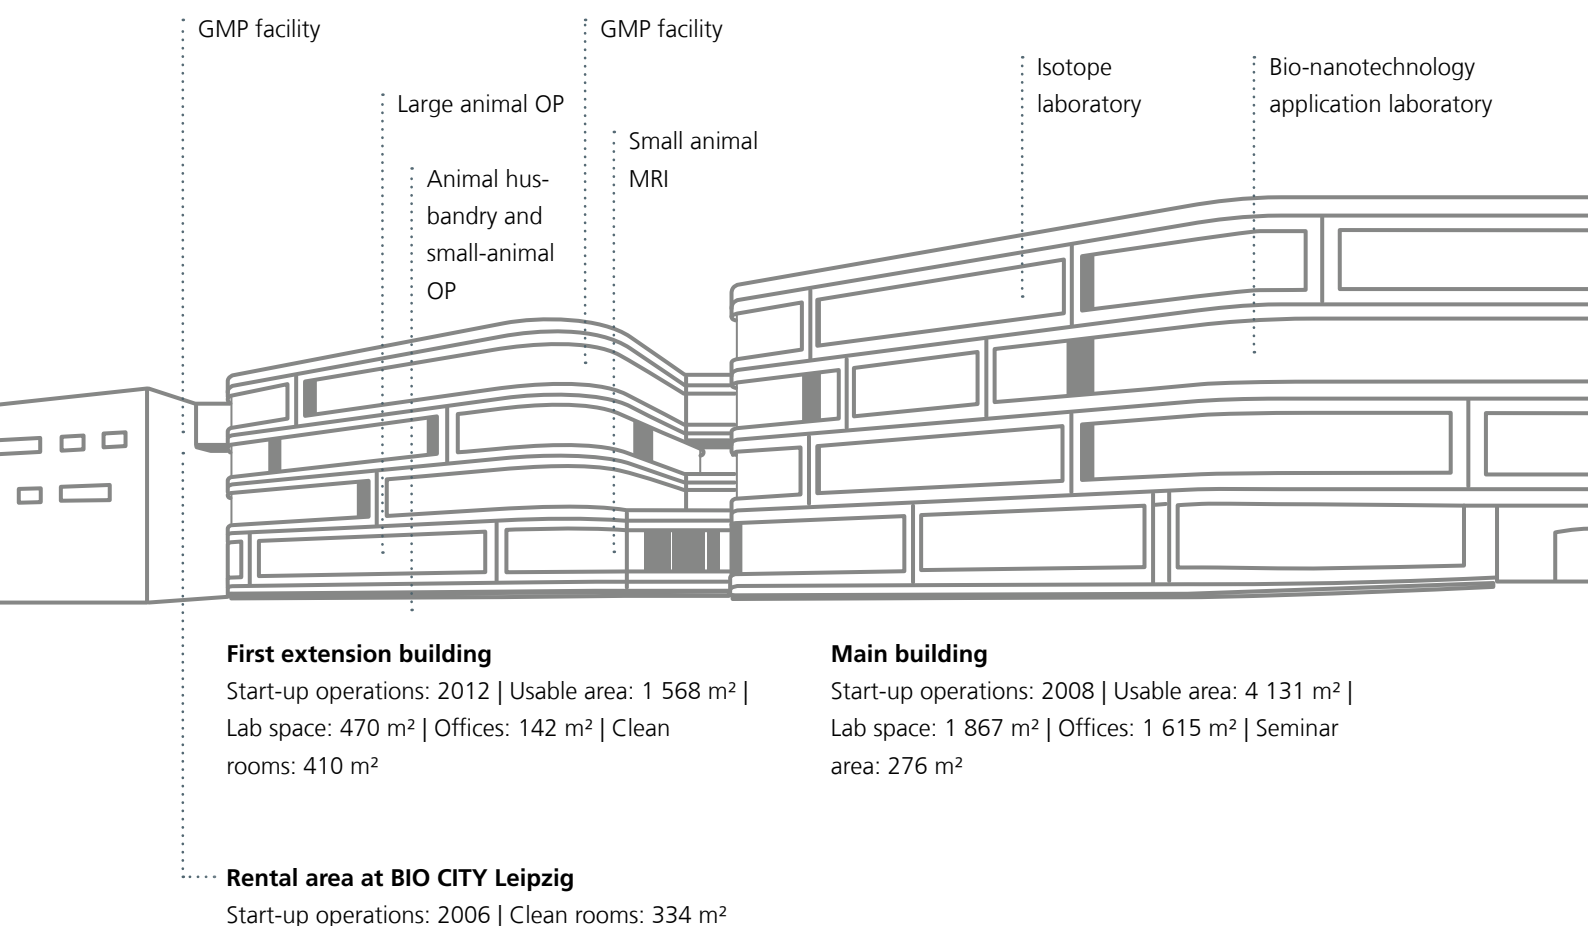 GMP facility
GMP facility
Isotope
laboratory
Bio-nanotechnology
application laboratory
Large animal OP
Small animal
MRI
Animal hus-
bandry and
small-animal
OP
First extension building
Start-up operations: 2012 | Usable area: 1 568 m² |
Lab space: 470 m² | Offices: 142 m² | Clean
rooms: 410 m²
Main building
Start-up operations: 2008 | Usable area: 4 131 m² |
Lab space: 1 867 m² | Offices: 1 615 m² | Seminar
area: 276 m²
Rental area at BIO CITY Leipzig
Start-up operations: 2006 | Clean rooms: 334 m²